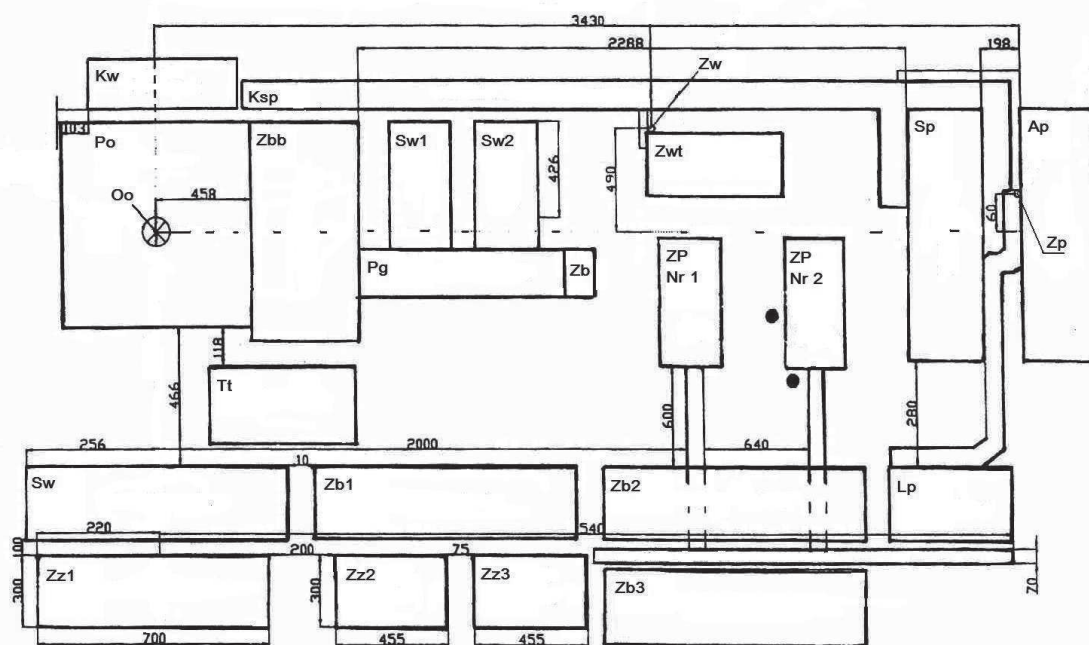 3430
2288
198
Zw
Kw
Ksp
103
Po
Zbb
Sw1
Sw2
426
490
Zwt
Sp
Ap
Oo
458
60
Zp
Pg
Zb
ZP
Nr 1
ZP
Nr 2
118
466
Tt
600
280
256
2000
640
10
Sw
Zb1
Zb2
Lp
220
540
100
200
75
300
Zz1
300
Zz2
Zz3
Zb3
70
700
455
455